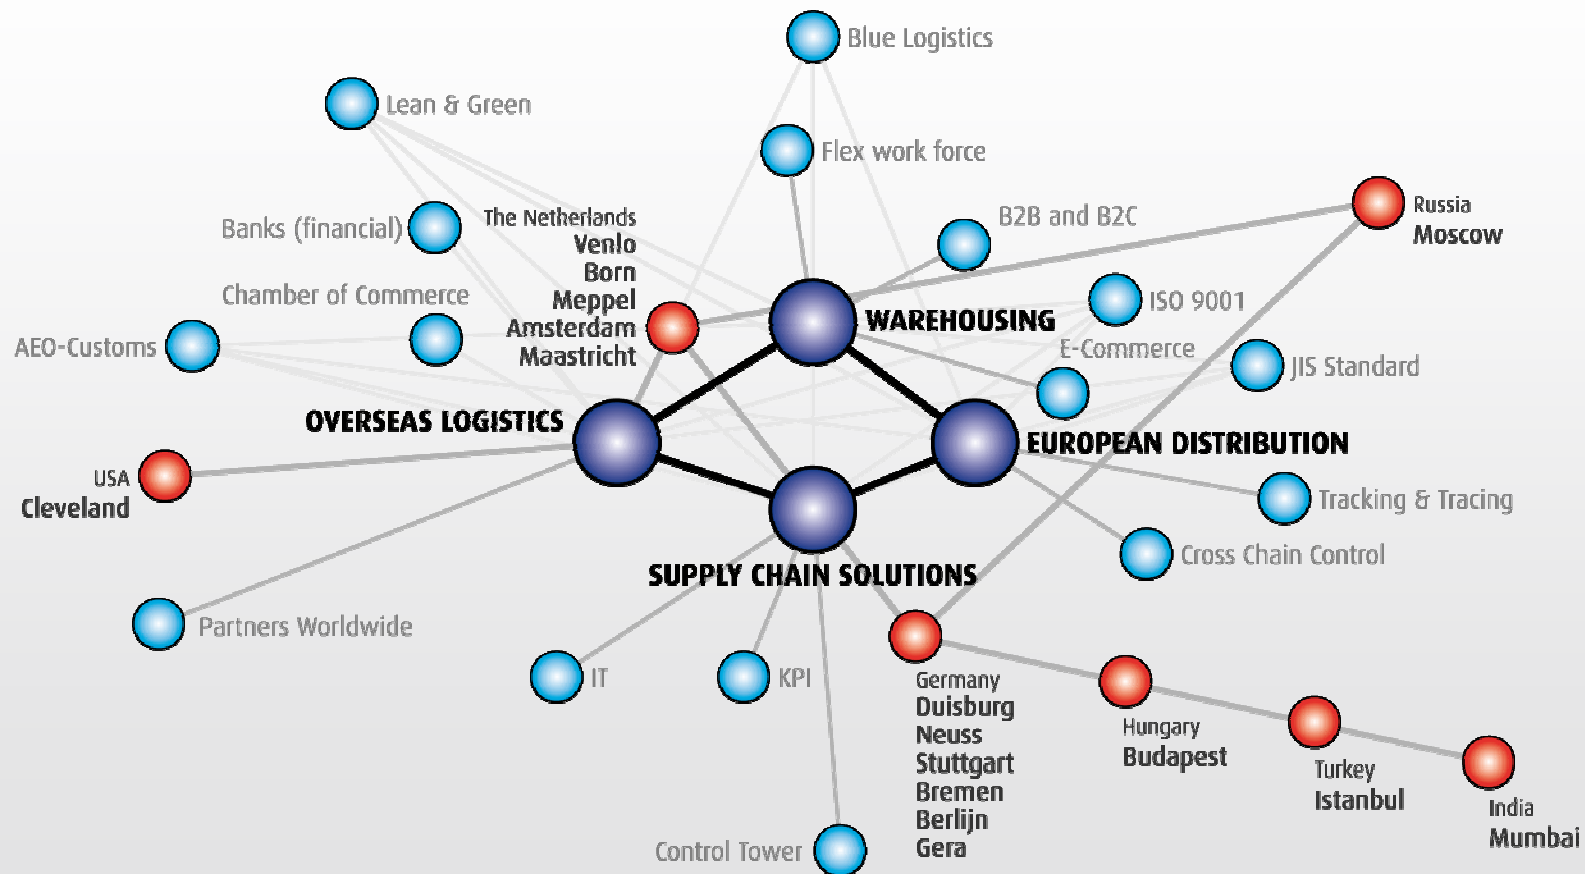 Blue Logistics
Lean & Green
Flex work force
Banks (financial)
The Netherlands
Venlo
Born
Meppel
Amsterdam
Maastricht
B2B and B2C
Russia
Moscow
Chamber of Commerce
ISO 9001
AEO-Customs
WAREHOUSING
E-Commerce
JIS Standard
OVERSEAS LOGISTICS
EUROPEAN DISTRIBUTION
USA
Cleveland
Tracking & Tracing
Cross Chain Control
SUPPLY CHAIN SOLUTIONS
Partners Worldwide
IT
KPI
Germany
Duisburg
Neuss
Stuttgart
Bremen
Berlijn
Gera
Hungary
Budapest
Turkey
Istanbul
India
Mumbai
Control Tower